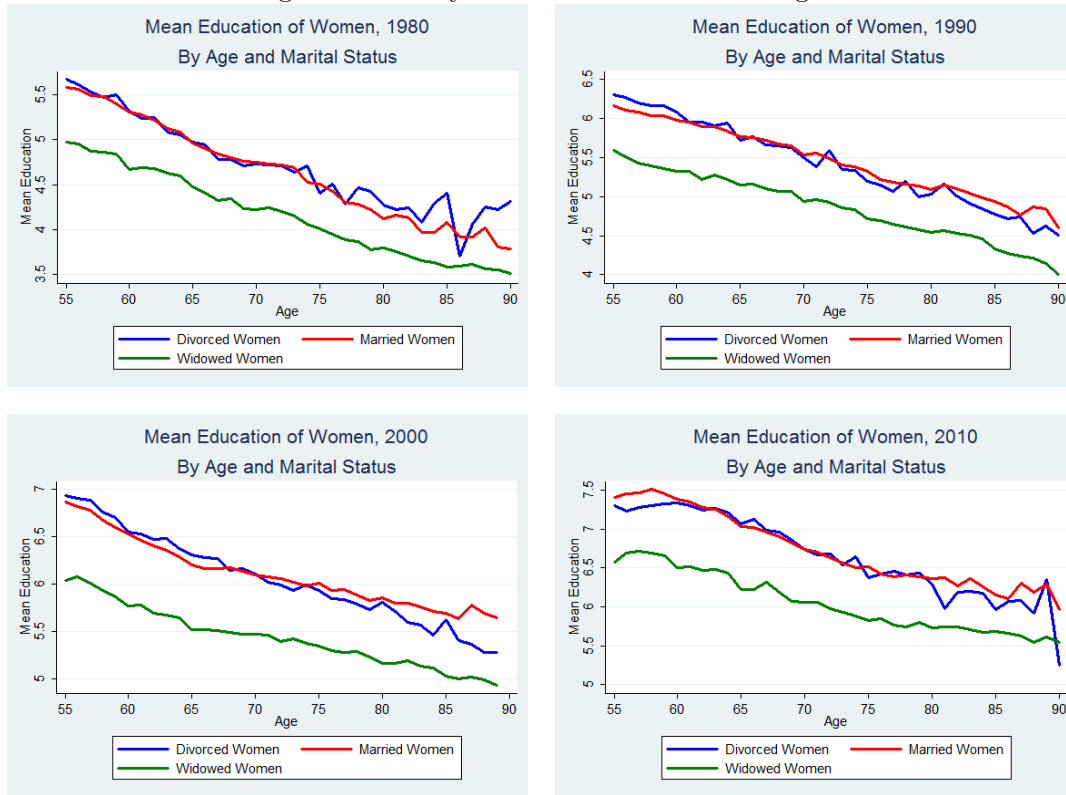 Mean Education of Women, 1980
By Age and Marital Status
Mean Education
5.5
5
4.5
4
3.5
55 60 65 70 75 80 85 90
Age
Divorced Women Married Women
Widowed Women
Mean Education of Women, 1990
By Age and Marital Status
Mean Education
6.5
6
5.5
5
4.5
4
55 60 65 70 75 80 85 90
Age
Divorced Women Married Women
Widowed Women
Mean Education of Women, 2000
By Age and Marital Status
Mean Education
7
6.5
6
5.5
5
55 60 65 70 75 80 85 90
Age
Divorced Women Married Women
Widowed Women
Mean Education of Women, 2010
By Age and Marital Status
Mean Education
7.5
7
6.5
6
5.5
5
55 60 65 70 75 80 85 90
Age
Divorced Women Married Women
Widowed Women